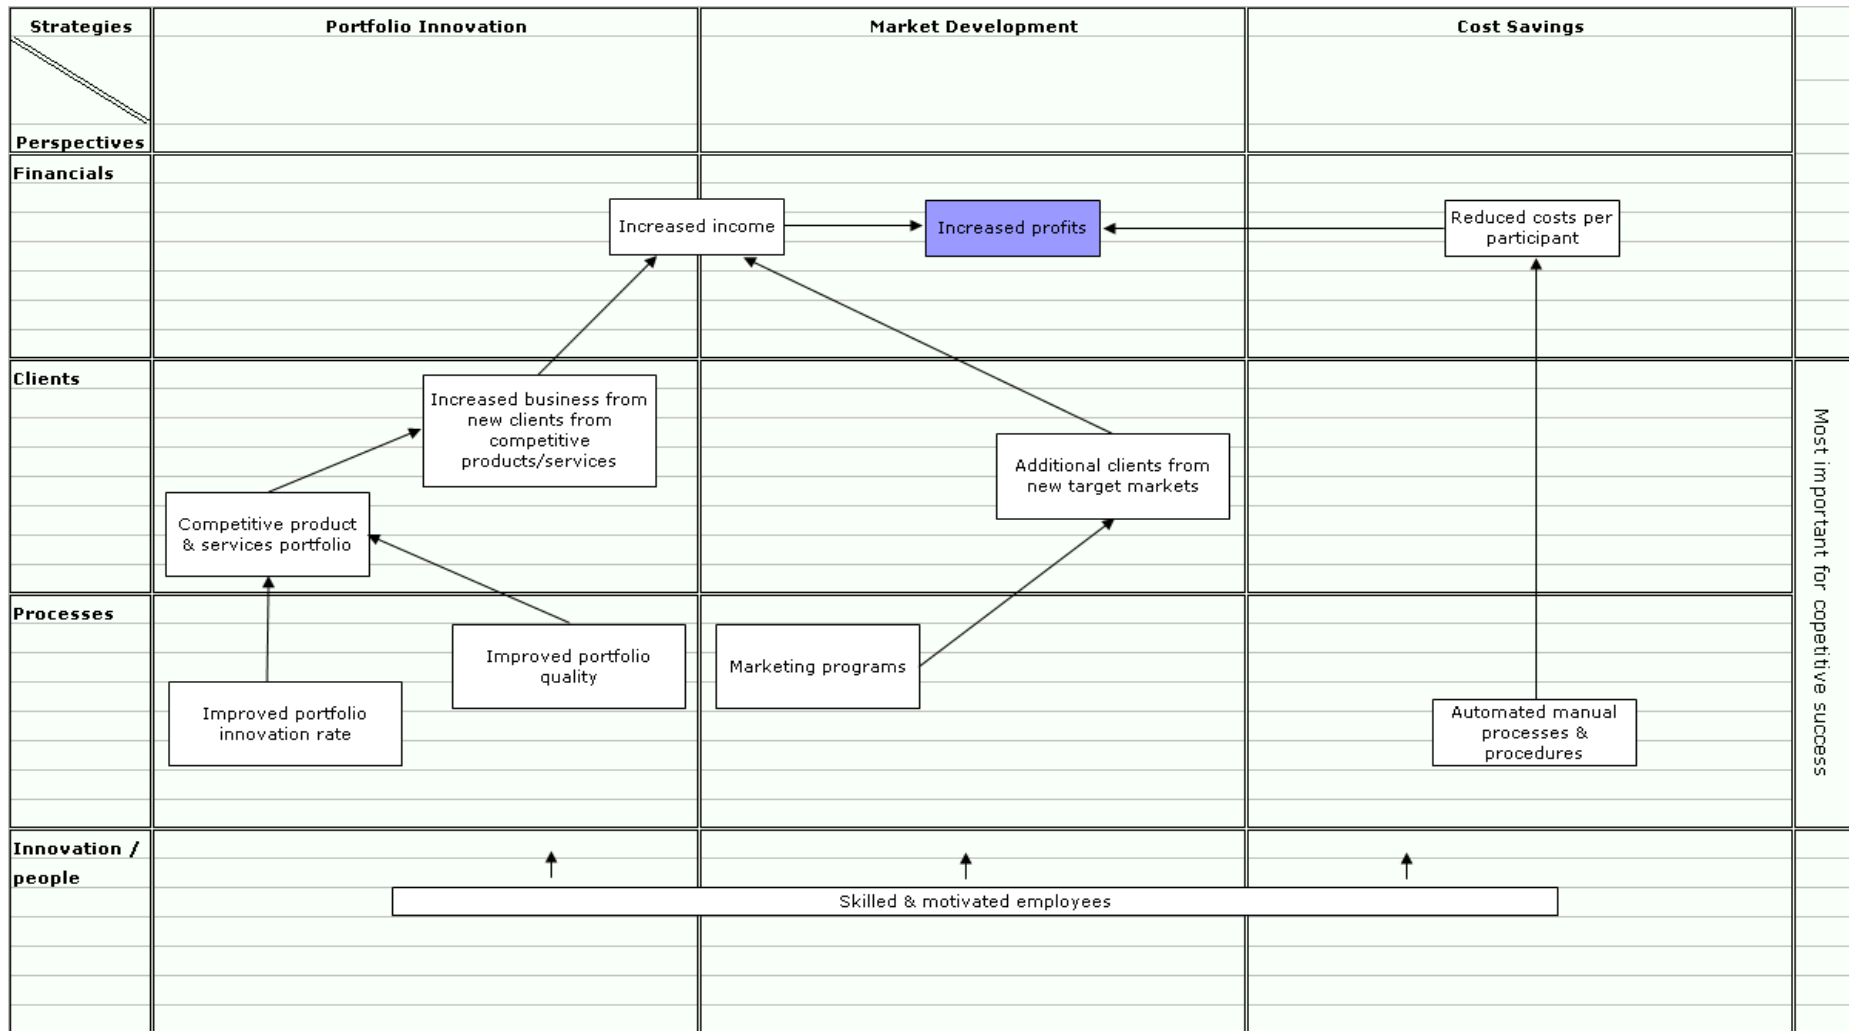 Strategies
Portfolio Innovation
Market Development
Cost Savings
Perspectives
Financials
Increased income
Increased profits
Reduced costs per
participant
Clients
Increased business from
new clients from
competitive
products/services
Additional clients from
new target markets
Competitive product
& services portfolio
Most important for copetitive success
Processes
Improved portfolio
quality
Marketing programs
Improved portfolio
innovation rate
Automated manual
processes &
procedures
Innovation /
people
Skilled & motivated employees